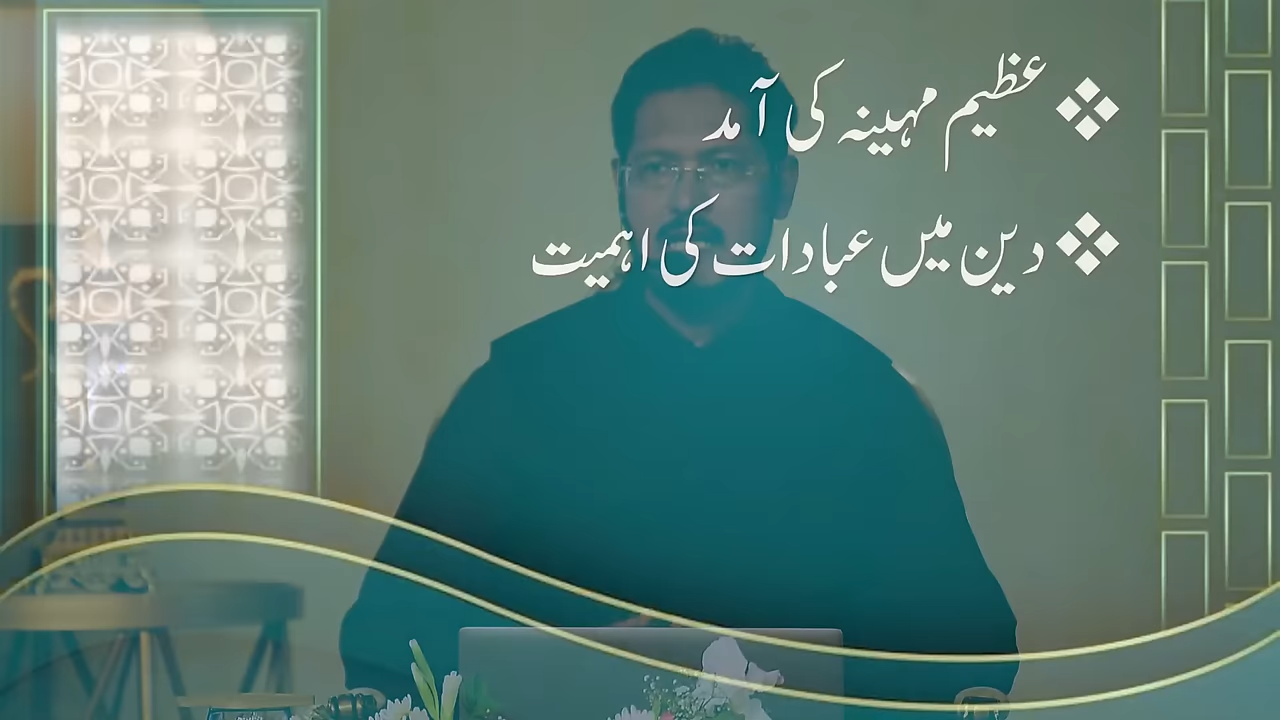 عظیم مہینہ کی آمد
دین میں عبادات کی اہمیت